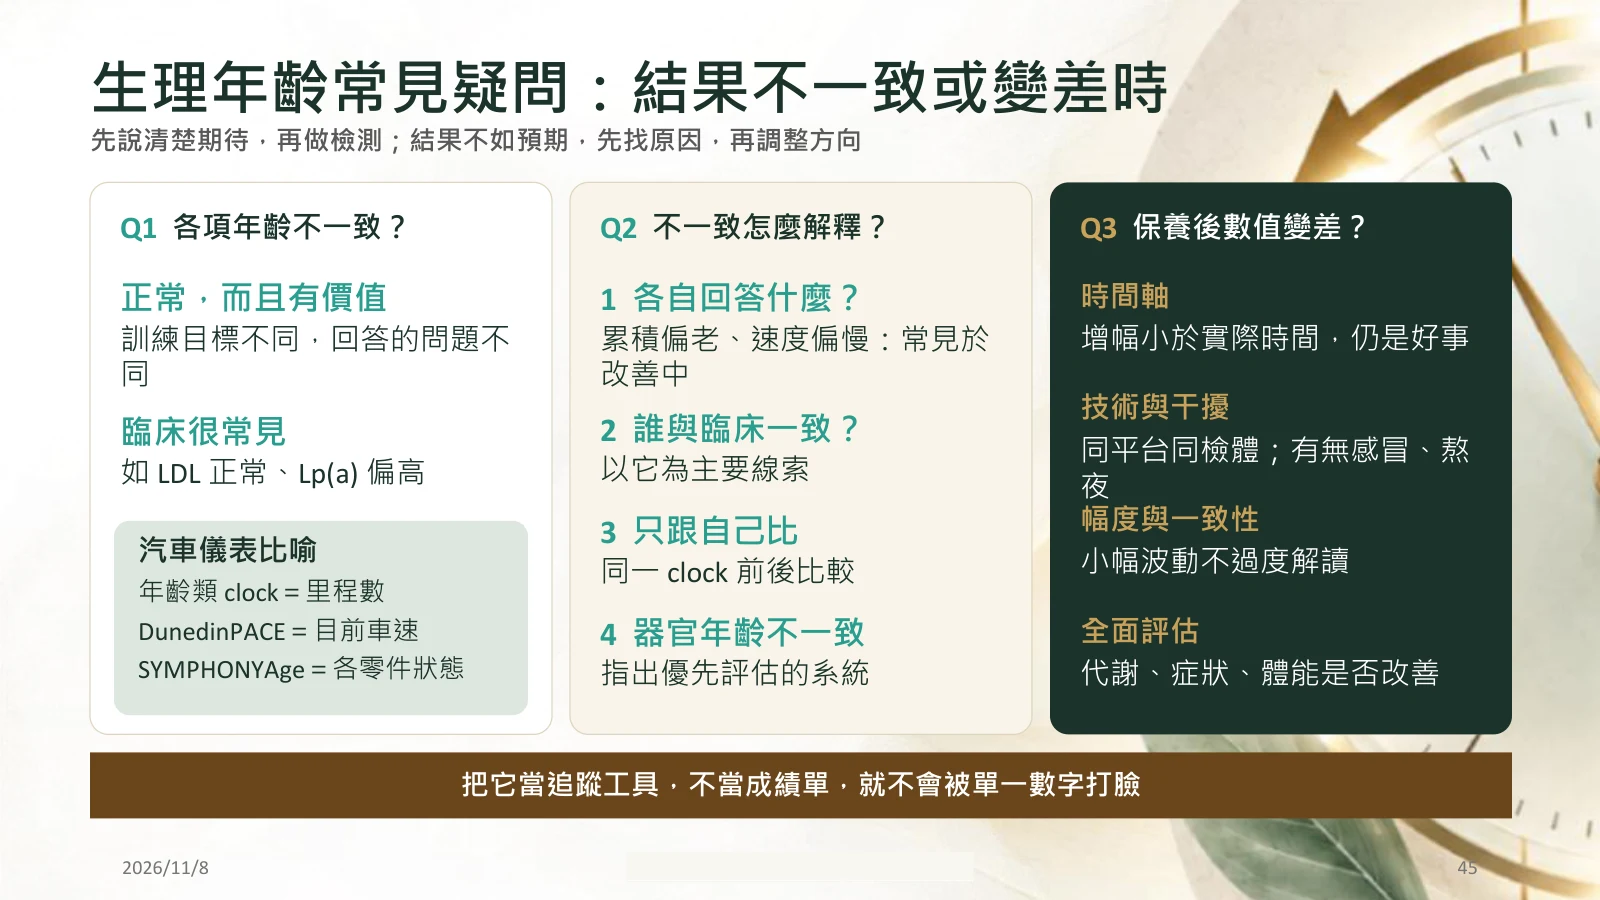 生理年齡常見疑問：結果不一致或變差時
先說清楚期待，再做檢測；結果不如預期，先找原因，再調整方向
Q1 各項年齡不一致？
正常，而且有價值
訓練目標不同，回答的問題不
同
臨床很常見
如 LDL 正常、Lp(a) 偏高
汽車儀表比喻
年齡類 clock = 里程數
DunedinPACE = 目前車速
SYMPHONYAge = 各零件狀態
Q2 不一致怎麼解釋？
1 各自回答什麼？
累積偏老、速度偏慢：常見於
改善中
2 誰與臨床一致？
以它為主要線索
3 只跟自己比
同一 clock 前後比較
4 器官年齡不一致
指出優先評估的系統
Q3 保養後數值變差？
時間軸
增幅小於實際時間，仍是好事
技術與干擾
同平台同檢體；有無感冒、熬
夜
幅度與一致性
小幅波動不過度解讀
全面評估
代謝、症狀、體能是否改善
把它當追蹤工具，不當成績單，就不會被單一數字打臉
2026/11/8
45